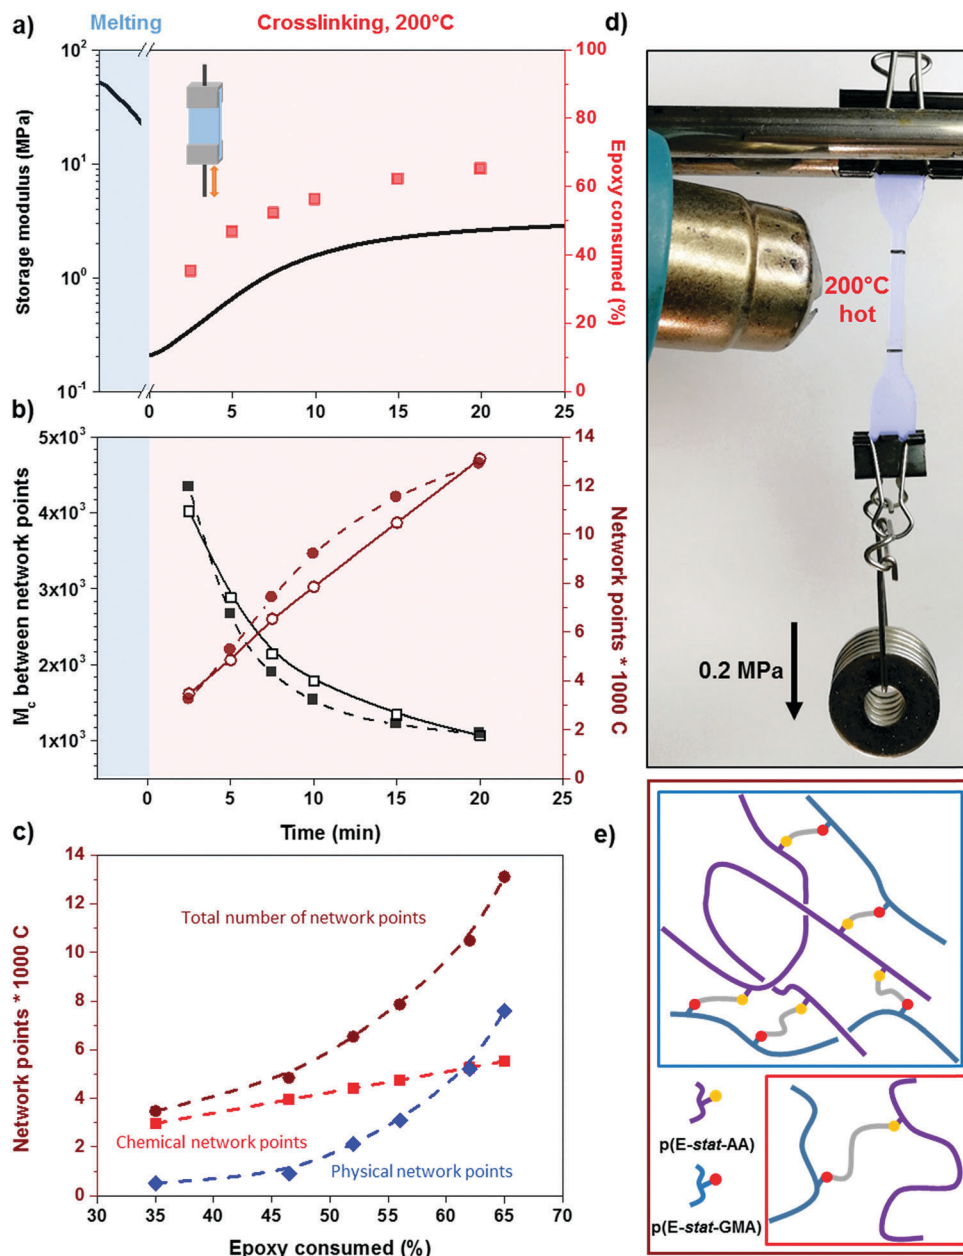 a)
Melting
Crosslinking, 200°C
Storage modulus (MPa)
10²
10¹
10⁰
10⁻¹
Epoxy consumed (%)
100
80
60
40
20
0
0 5 10 15 20 25
b)
M_c between network points
5x10³
4x10³
3x10³
2x10³
1x10³
Network points * 1000 C
14
12
10
8
6
4
2
0
0 5 10 15 20 25
Time (min)
c)
Network points * 1000 C
14
12
10
8
6
4
2
0
Total number of network points
Chemical network points
Physical network points
30 35 40 45 50 55 60 65 70
Epoxy consumed (%)
d)
200°C
hot
0.2 MPa
e)
p(E-stat-AA)
p(E-stat-GMA)